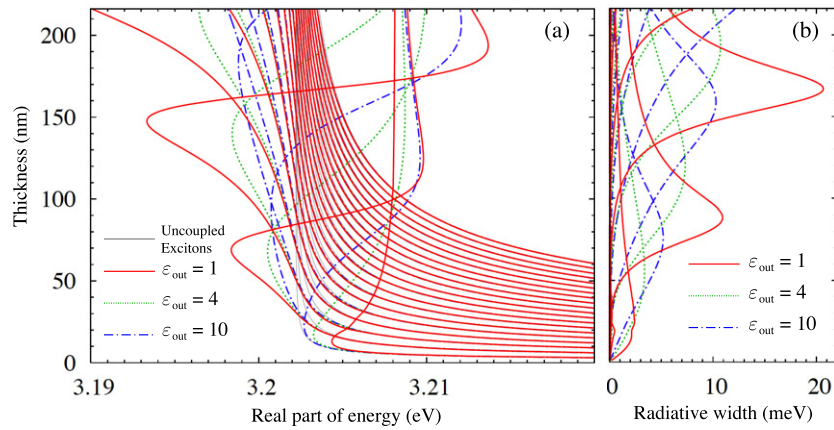 (a)
(b)
Thickness (nm)
200
150
100
50
0
Uncoupled
Excitons
εout = 1
εout = 4
εout = 10
εout = 1
εout = 4
εout = 10
3.19
3.2
3.21
0
10
20
Real part of energy (eV)
Radiative width (meV)